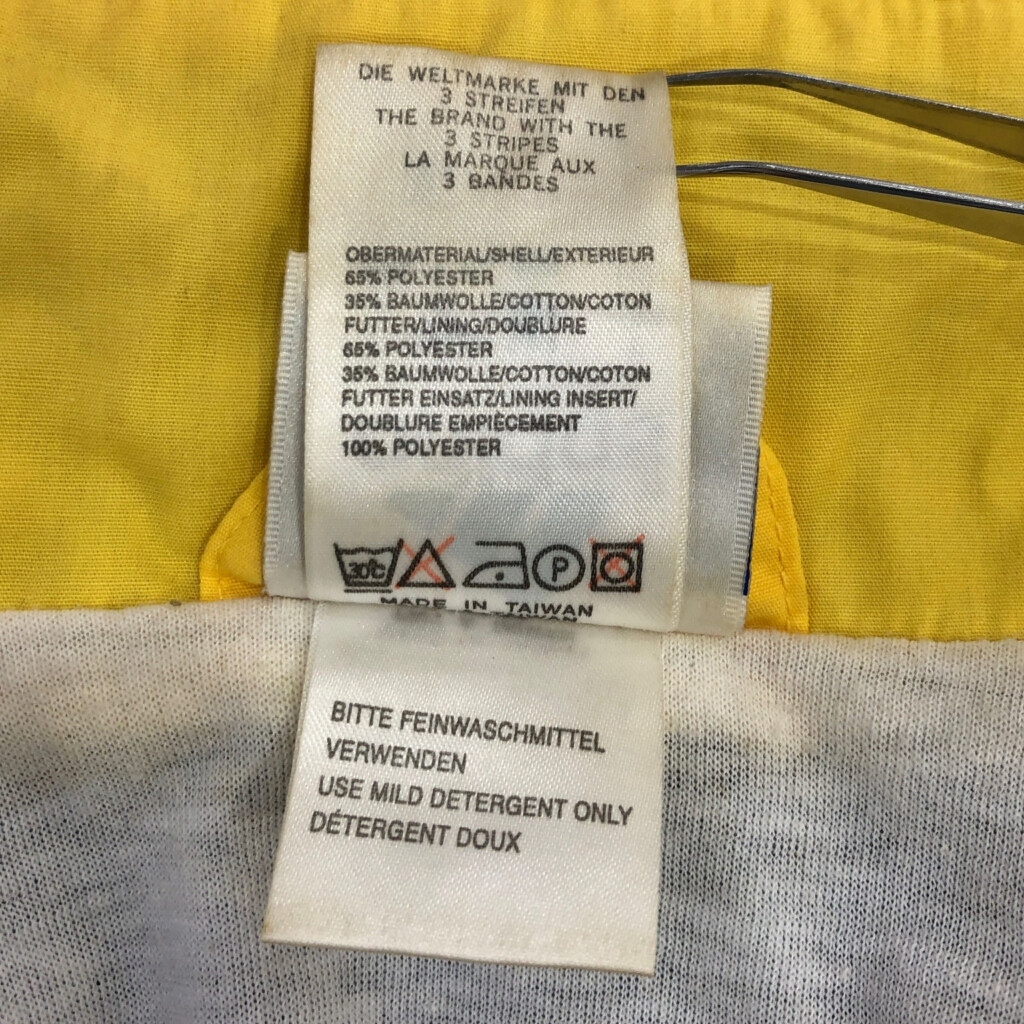 DIE WELTMARKE MIT DEN
3 STREIFEN
THE BRAND WITH THE
3 STRIPES
LA MARQUE AUX
3 BANDES
OBERMATERIAL/SHELL/EXTERIEUR
65% POLYESTER
35% BAUMWOLLE/COTTON/COTON
FUTTER/LINING/DOUBLURE
65% POLYESTER
35% BAUMWOLLE/COTTON/COTON
FUTTER EINSATZ/LINING INSERT/
DOUBLURE EMPIÈCEMENT
100% POLYESTER
30°C P
MADE IN TAIWAN
BITTE FEINWASCHMITTEL
VERWENDEN
USE MILD DETERGENT ONLY
DÉTERGENT DOUX